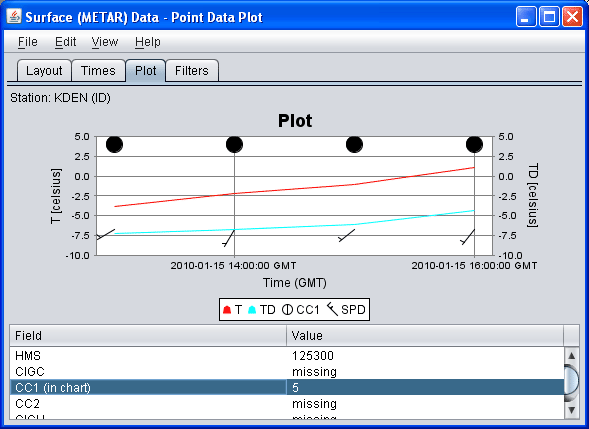 Surface (METAR) Data - Point Data Plot
File Edit View Help
Layout Times Plot Filters
Station: KDEN (ID)
Plot
5.0 5.0
2.5 2.5
0.0 0.0
-2.5 -2.5
-5.0 -5.0
-7.5 -7.5
-10.0 -10.0
T [celsius]
TD [celsius]
2010-01-15 14:00:00 GMT 2010-01-15 16:00:00 GMT
Time (GMT)
T TD CC1 SPD
Field Value
HMS 125300
CIGC missing
CC1 (in chart) 5
CC2 missing